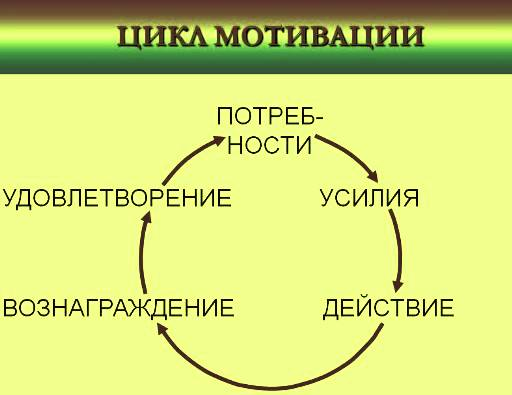 ЦИКЛ МОТИВАЦИИ
ПОТРЕБ-
НОСТИ
УДОВЛЕТВОРЕНИЕ
УСИЛИЯ
ВОЗНАГРАЖДЕНИЕ
ДЕЙСТВИЕ